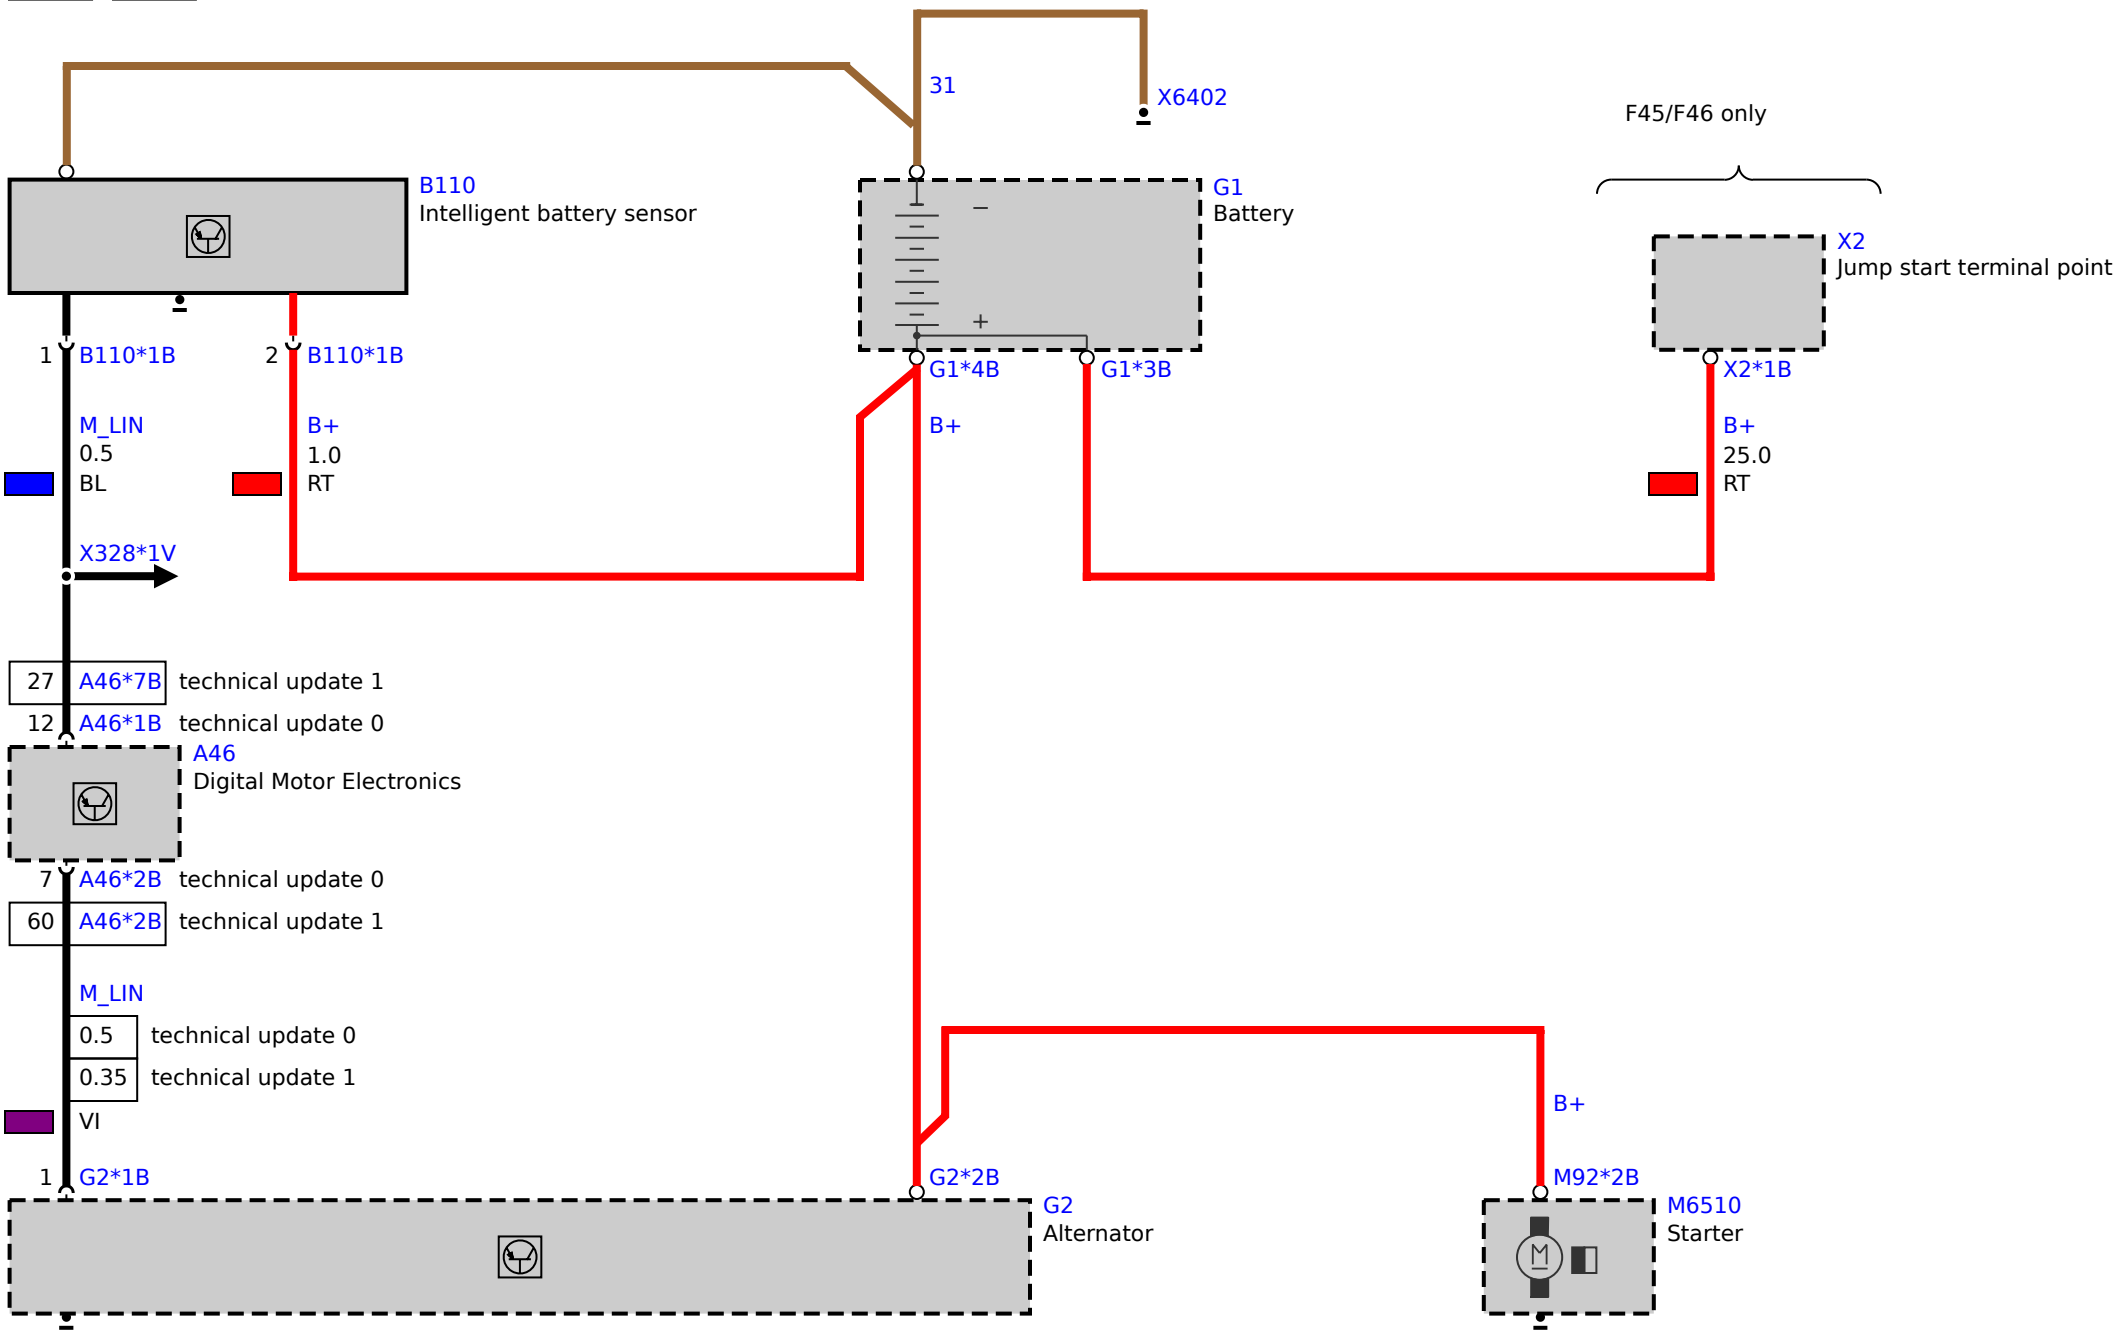 31
X6402
F45/F46 only
B110
Intelligent battery sensor
G1
Battery
−
+
X2
Jump start terminal point
1 B110*1B
2 B110*1B
G1*4B
G1*3B
X2*1B
M_LIN
0.5
BL
B+
1.0
RT
B+
B+
25.0
RT
X328*1V
27 A46*7B technical update 1
12 A46*1B technical update 0
A46
Digital Motor Electronics
7 A46*2B technical update 0
60 A46*2B technical update 1
M_LIN
0.5 technical update 0
0.35 technical update 1
VI
B+
1 G2*1B
G2*2B
M92*2B
G2
Alternator
M6510
Starter
M